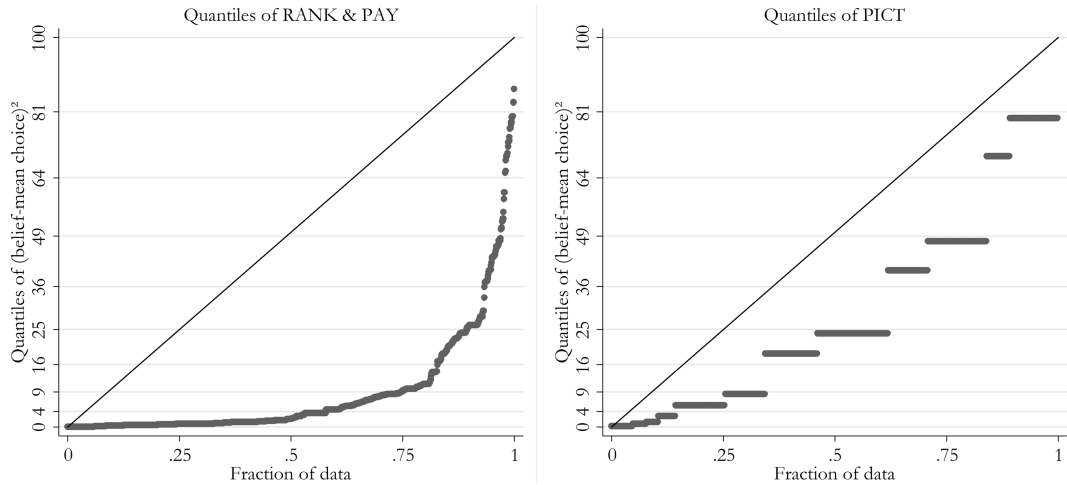 Quantiles of RANK & PAY
Quantiles of (belief-mean choice)²
100
81
64
49
36
25
16
9
4
0
0 .25 .5 .75 1
Fraction of data
Quantiles of PICT
Quantiles of (belief-mean choice)²
100
81
64
49
36
25
16
9
4
0
0 .25 .5 .75 1
Fraction of data